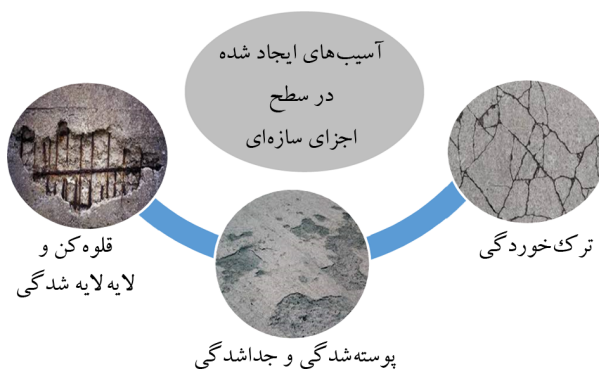 آسیب‌های ایجاد شده
در سطح
اجزای سازه‌ای
ترک‌خوردگی
پوسته‌شدگی و جداشدگی
قلوه‌کن و
لایه‌لایه شدگی